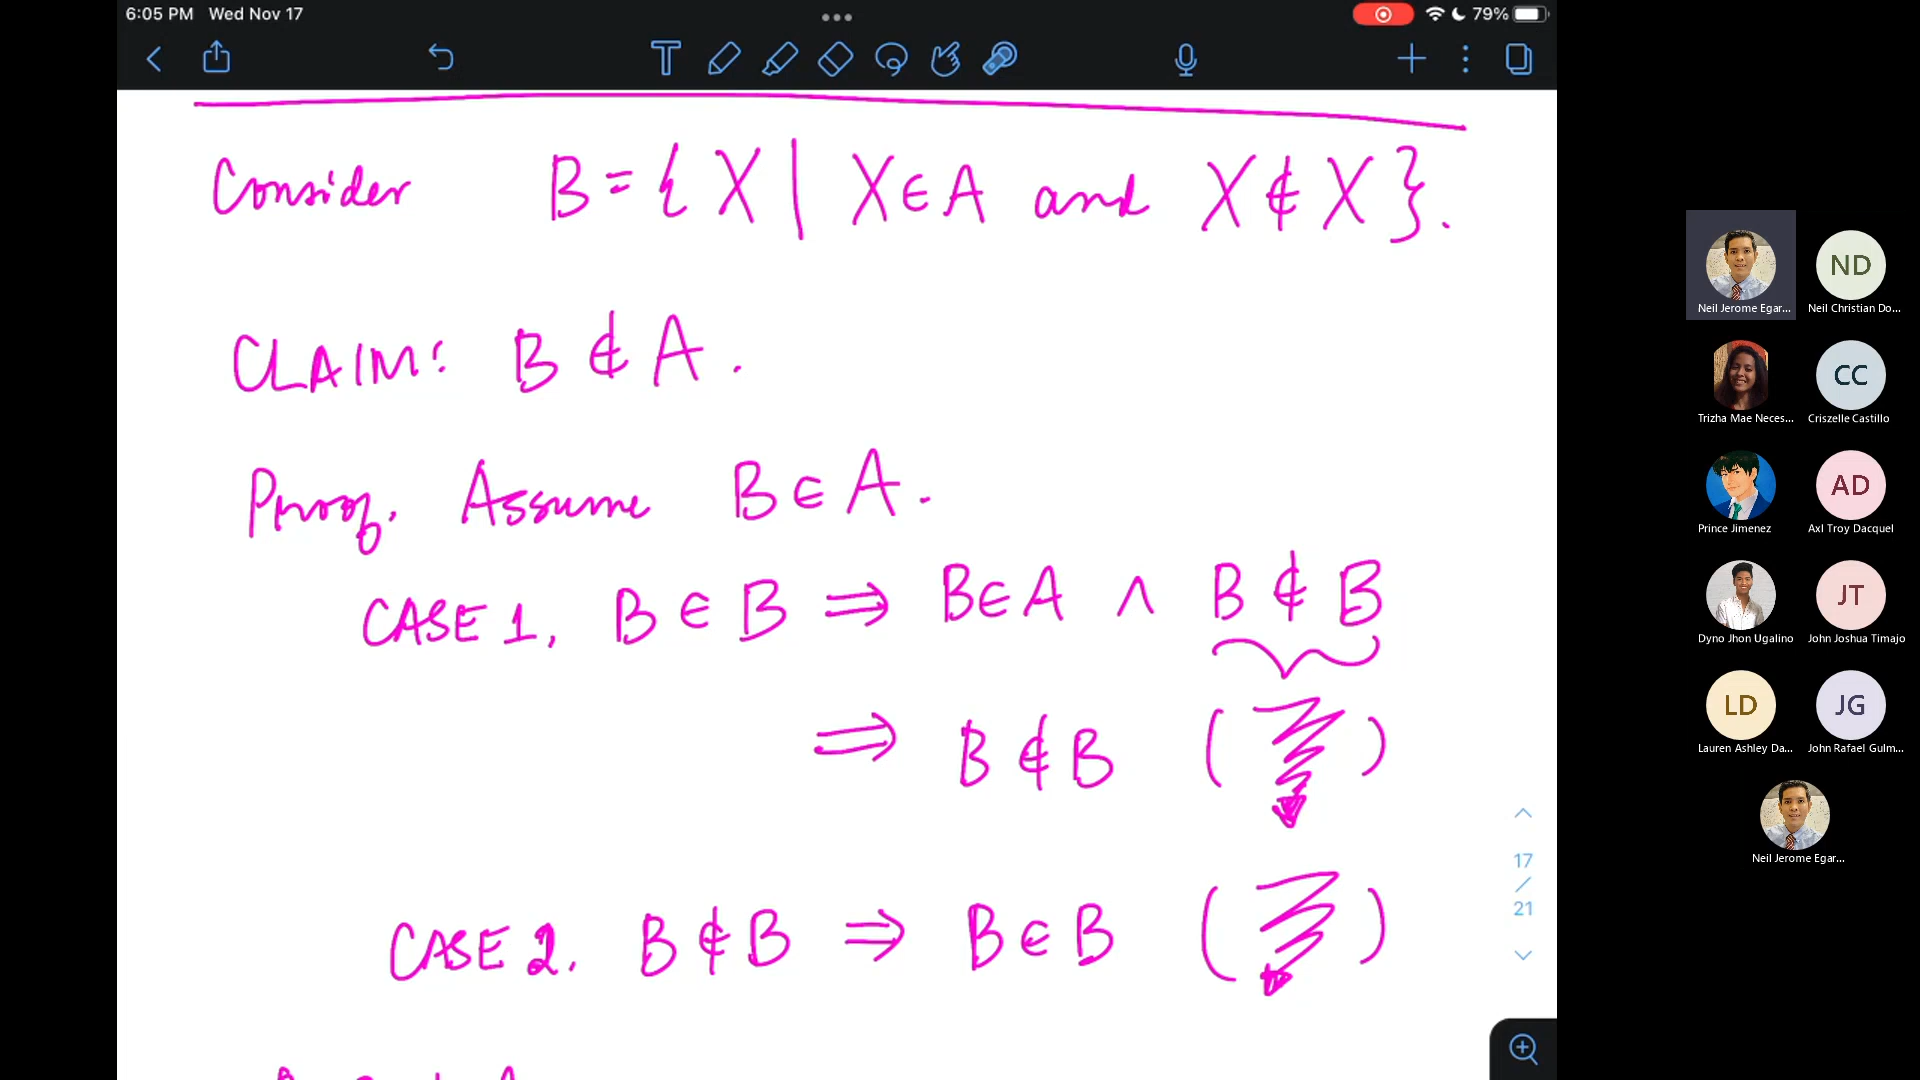 6:05 PM Wed Nov 17
79%
Consider B = { X | X ∈ A and X ∉ X }.
CLAIM: B ∉ A.
Proof. Assume B ∈ A.
CASE 1. B ∈ B ⇒ B ∈ A ∧ B ∉ B
⇒ B ∉ B ( )
CASE 2. B ∉ B ⇒ B ∈ B ( )
17
/
21
Neil Jerome Egar...
ND
Neil Christian Do...
Trizha Mae Neces...
CC
Criszelle Castillo
Prince Jimenez
AD
Axl Troy Dacquel
Dyno Jhon Ugalino
JT
John Joshua Timajo
LD
Lauren Ashley Da...
JG
John Rafael Gulm...
Neil Jerome Egar...